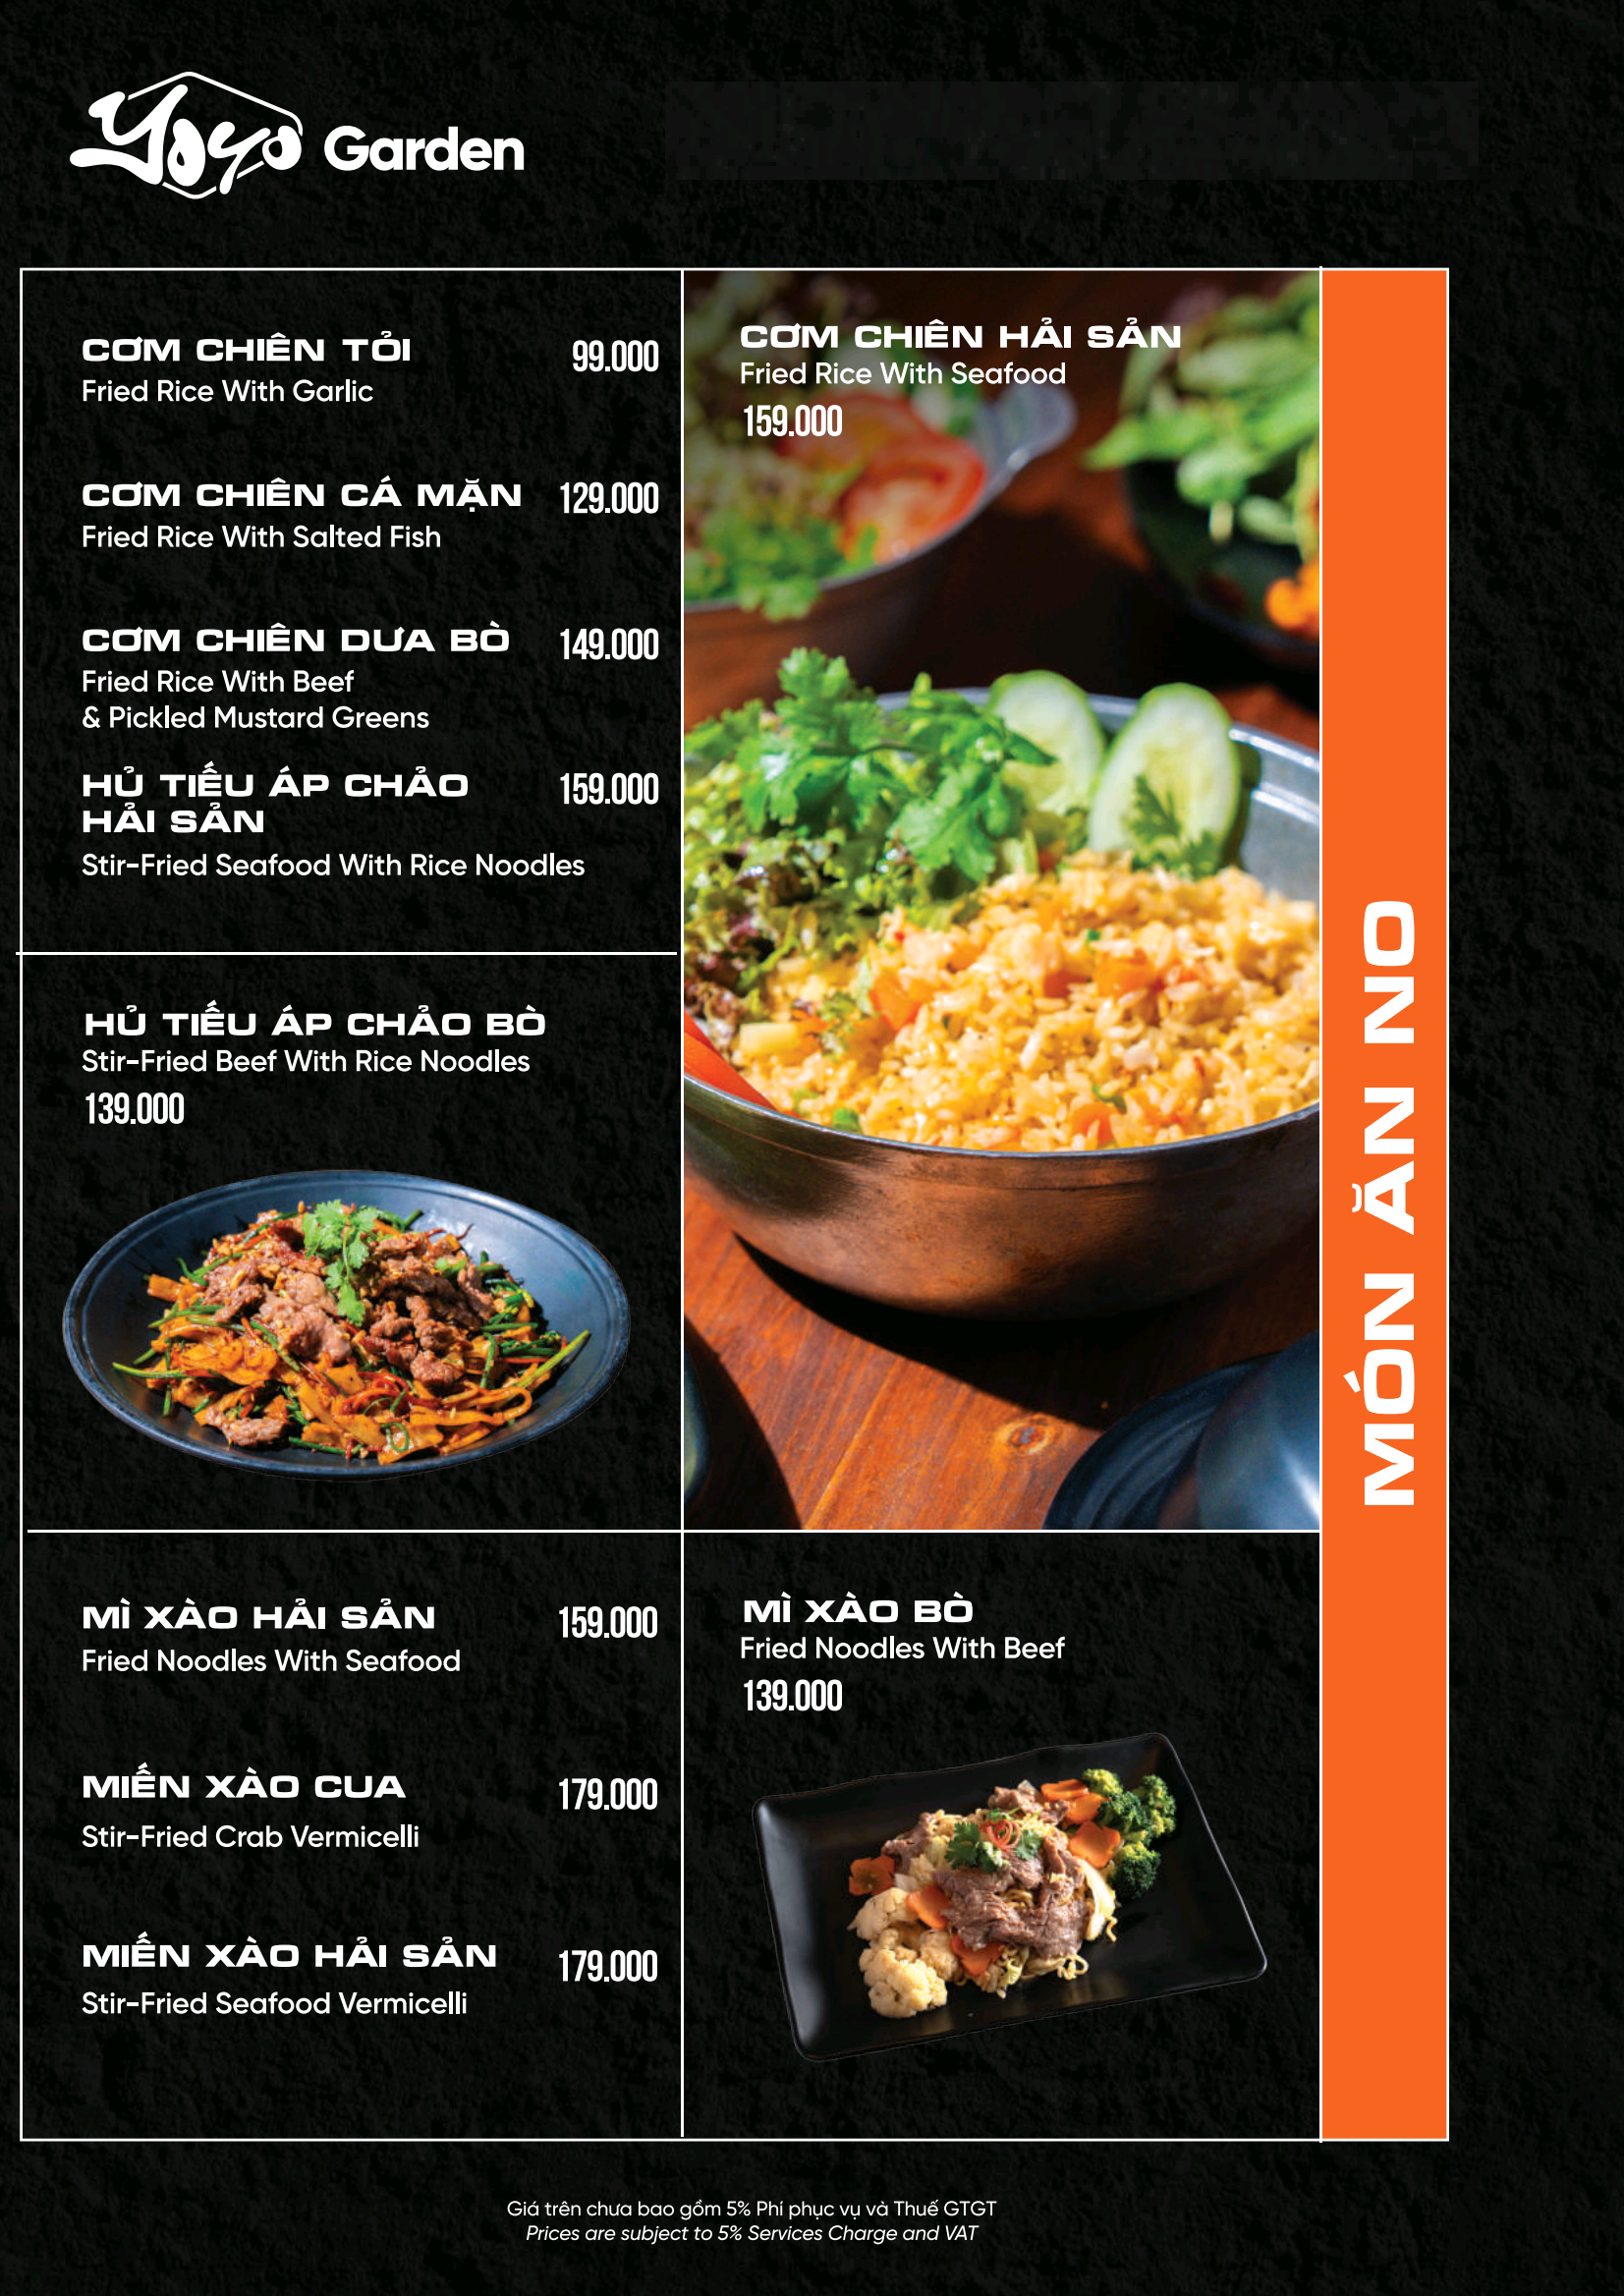 Yoyo Garden
CƠM CHIÊN TỎI 99.000
Fried Rice With Garlic
CƠM CHIÊN CÁ MẶN 129.000
Fried Rice With Salted Fish
CƠM CHIÊN DƯA BÒ 149.000
Fried Rice With Beef
& Pickled Mustard Greens
HỦ TIẾU ÁP CHẢO 159.000
HẢI SẢN
Stir-Fried Seafood With Rice Noodles
HỦ TIẾU ÁP CHẢO BÒ
Stir-Fried Beef With Rice Noodles
139.000
CƠM CHIÊN HẢI SẢN
Fried Rice With Seafood
159.000
MÌ XÀO HẢI SẢN 159.000
Fried Noodles With Seafood
MIẾN XÀO CUA 179.000
Stir-Fried Crab Vermicelli
MIẾN XÀO HẢI SẢN 179.000
Stir-Fried Seafood Vermicelli
MÌ XÀO BÒ
Fried Noodles With Beef
139.000
MÓN ĂN NO
Giá trên chưa bao gồm 5% Phí phục vụ và Thuế GTGT
Prices are subject to 5% Services Charge and VAT